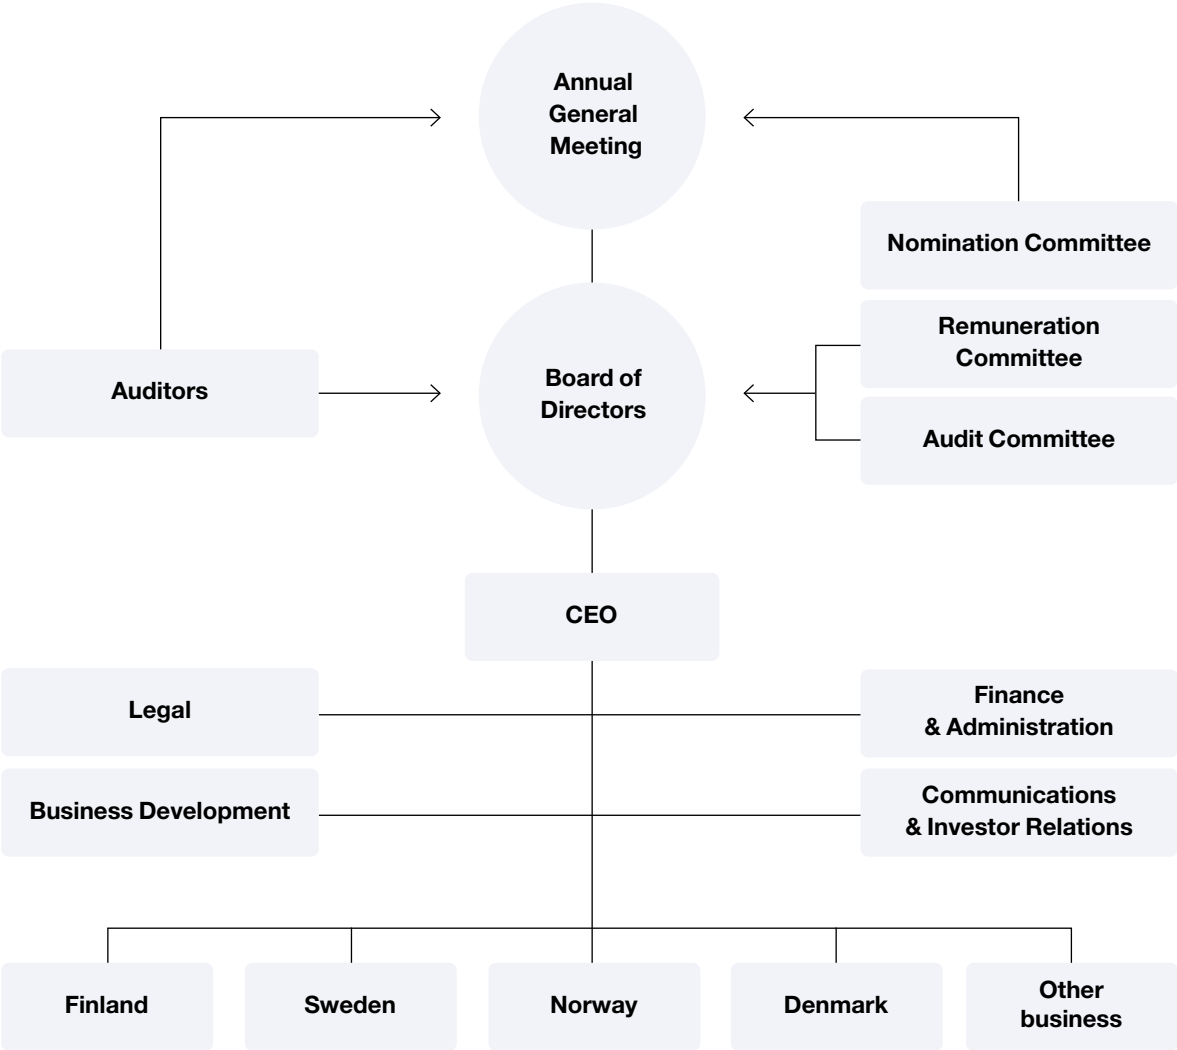 Annual
General
Meeting
Nomination Committee
Remuneration
Committee
Auditors
Board of
Directors
Audit Committee
CEO
Legal
Finance
& Administration
Business Development
Communications
& Investor Relations
Finland
Sweden
Norway
Denmark
Other
business